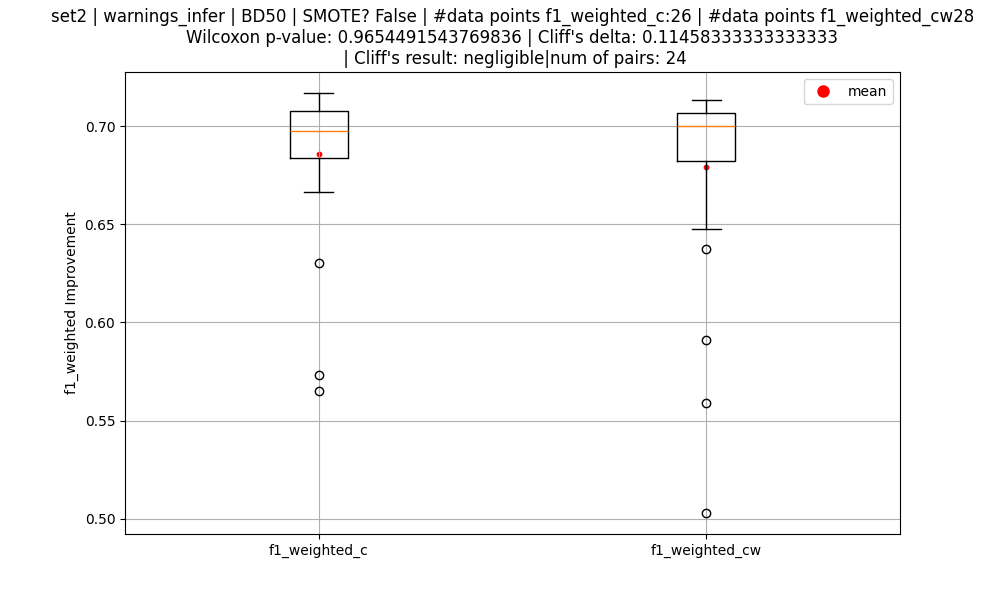 set2 | warnings_infer | BD50 | SMOTE? False | #data points f1_weighted_c:26 | #data points f1_weighted_cw28
Wilcoxon p-value: 0.9654491543769836 | Cliff's delta: 0.11458333333333333
| Cliff's result: negligible|num of pairs: 24
mean
0.70
0.65
0.60
0.55
0.50
f1_weighted Improvement
f1_weighted_c
f1_weighted_cw